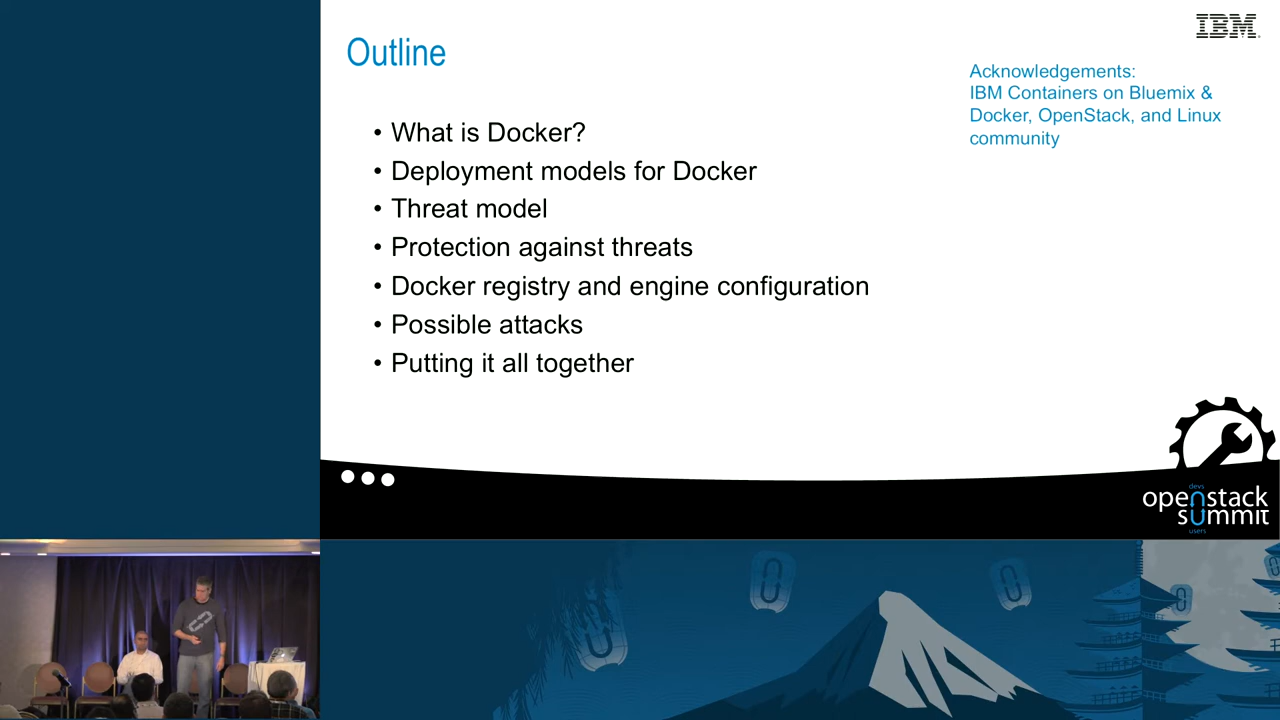 IBM
Outline
Acknowledgements:
IBM Containers on Bluemix &
Docker, OpenStack, and Linux
community
• What is Docker?
• Deployment models for Docker
• Threat model
• Protection against threats
• Docker registry and engine configuration
• Possible attacks
• Putting it all together
devs
openstack
summit
users